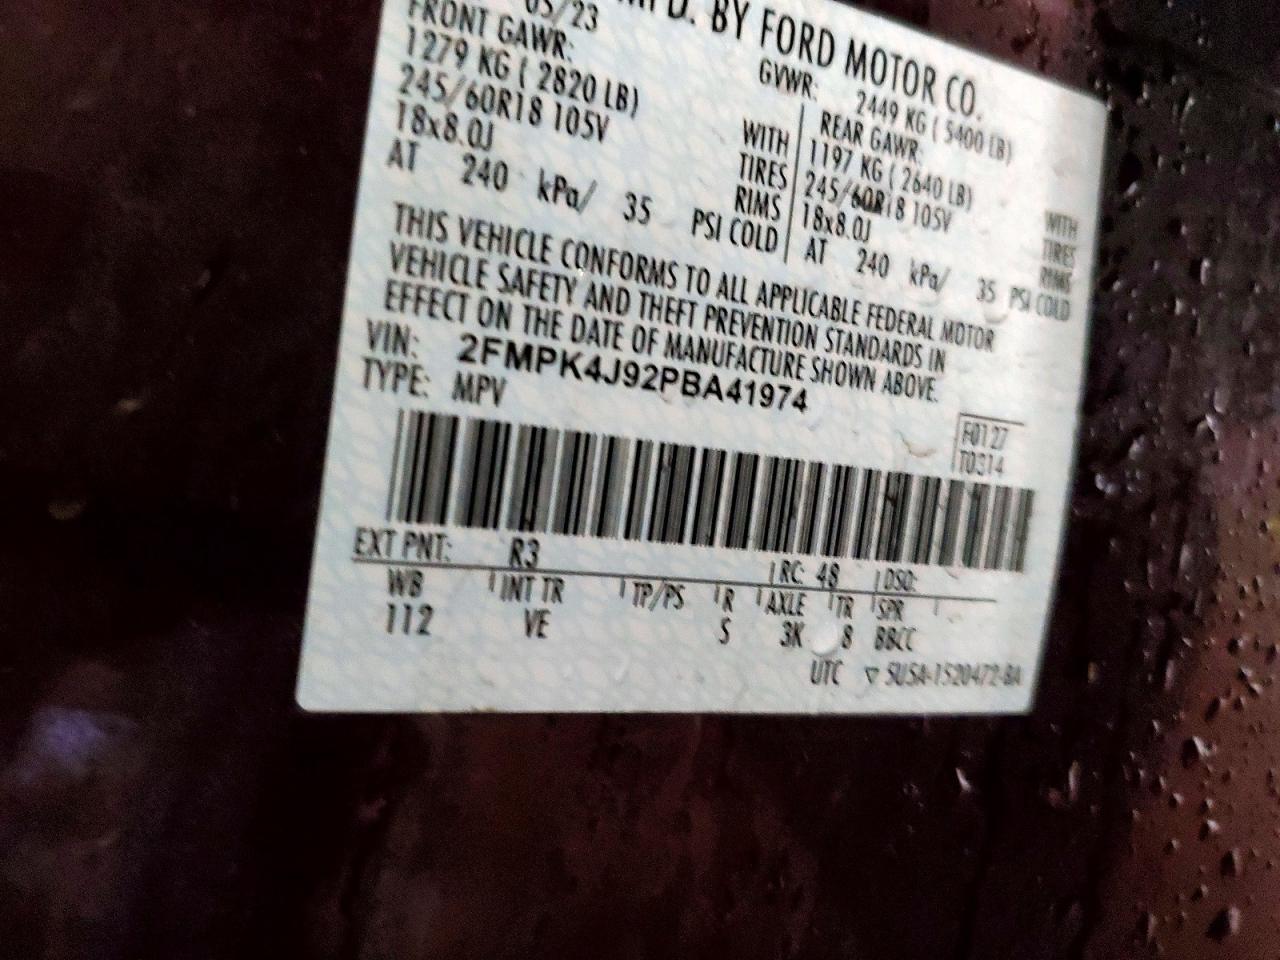 05/23 MFD. BY FORD MOTOR CO.
FRONT GAWR: GVWR: 2449 KG ( 5400 LB)
1279 KG ( 2820 LB) WITH REAR GAWR: WITH
245/60R18 105V TIRES 1197 KG ( 2640 LB) TIRES
18x8.0J RIMS 245/60R18 105V RIMS
AT 240 kPa/ 35 PSI COLD 18x8.0J
AT 240 kPa/ 35 PSI COLD
THIS VEHICLE CONFORMS TO ALL APPLICABLE FEDERAL MOTOR
VEHICLE SAFETY AND THEFT PREVENTION STANDARDS IN
EFFECT ON THE DATE OF MANUFACTURE SHOWN ABOVE.
VIN: 2FMPK4J92PBA41974
TYPE: MPV
F0127
T0314
EXT PNT: R3 RC: 48 DSO:
WB INT TR TP/PS R AXLE TR SPR
112 VE S 3K 8 BBCC
UTC ▽ 5U5A-1520472-BA